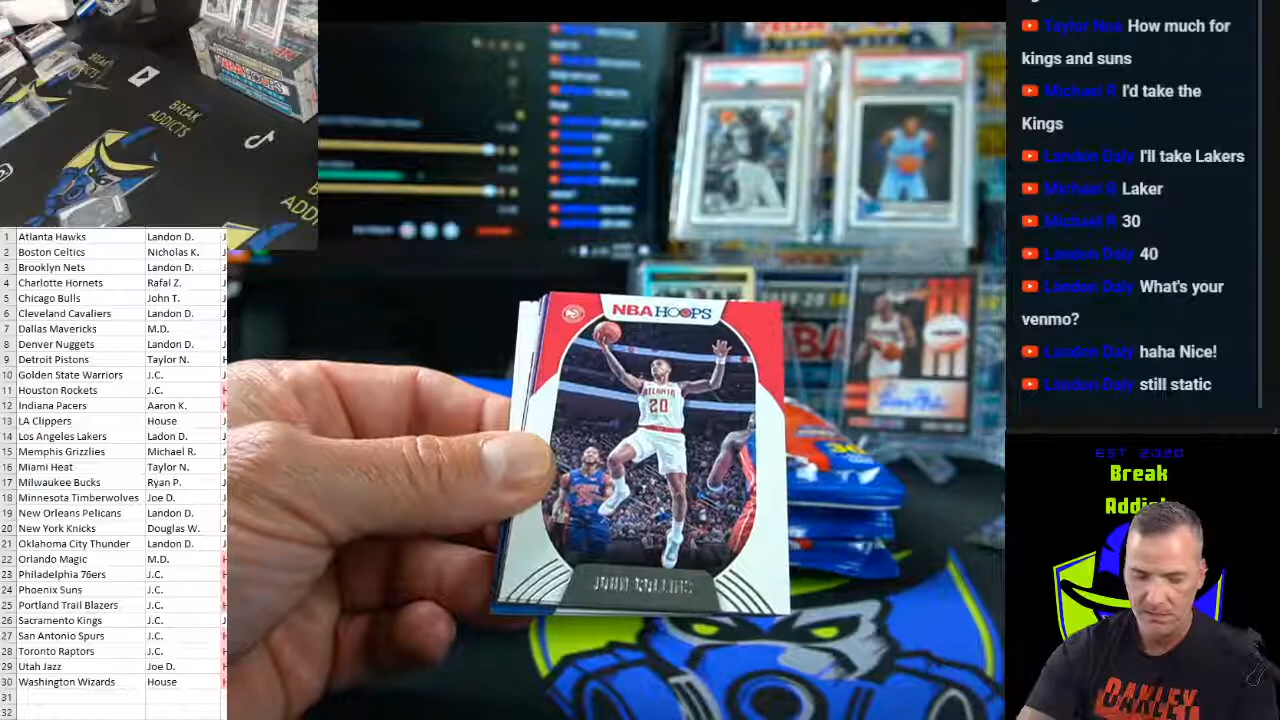 BREAK
ADDICTS
NBA HOOPS
1 Atlanta Hawks Landon D.
2 Boston Celtics Nicholas K.
3 Brooklyn Nets Landon D.
4 Charlotte Hornets Rafal Z.
5 Chicago Bulls John T.
6 Cleveland Cavaliers Landon D.
7 Dallas Mavericks M.D.
8 Denver Nuggets Landon D.
9 Detroit Pistons Taylor N.
10 Golden State Warriors J.C.
11 Houston Rockets J.C.
12 Indiana Pacers Aaron K.
13 LA Clippers House
14 Los Angeles Lakers Ladon D.
15 Memphis Grizzlies Michael R.
16 Miami Heat Taylor N.
17 Milwaukee Bucks Ryan P.
18 Minnesota Timberwolves Joe D.
19 New Orleans Pelicans Landon D.
20 New York Knicks Douglas W.
21 Oklahoma City Thunder Landon D.
22 Orlando Magic M.D.
23 Philadelphia 76ers J.C.
24 Phoenix Suns J.C.
25 Portland Trail Blazers J.C.
26 Sacramento Kings J.C.
27 San Antonio Spurs J.C.
28 Toronto Raptors J.C.
29 Utah Jazz Joe D.
30 Washington Wizards House
31
32
NBA HOOPS
ATLANTA
20
JOHN COLLINS
Taylor Noe How much for
kings and suns
Michael R I'd take the
Kings
Landon Daly I'll take Lakers
Michael R Laker
Michael R 30
Landon Daly 40
Landon Daly What's your
venmo?
Landon Daly haha Nice!
Landon Daly still static
EST 2020
Break
OAKLEY